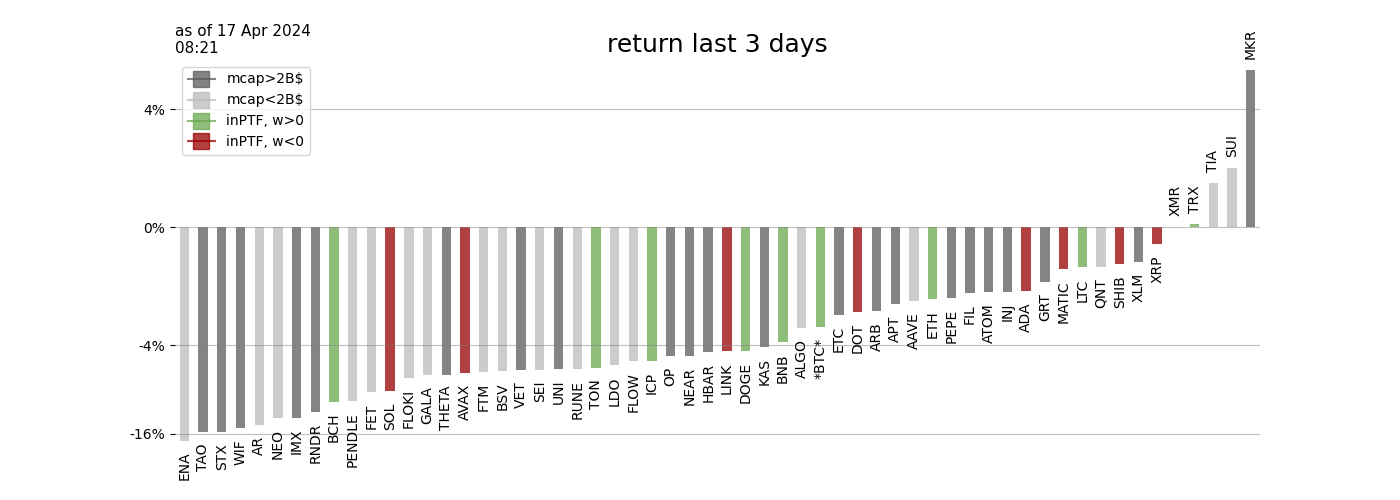 as of 17 Apr 2024
08:21
return last 3 days
mcap>2B$
mcap<2B$
inPTF, w>0
inPTF, w<0
4%
0%
-4%
-16%
ENA
TAO
STX
WIF
AR
NEO
IMX
RNDR
BCH
PENDLE
FET
SOL
FLOKI
GALA
THETA
AVAX
FTM
BSV
VET
SEI
UNI
RUNE
TON
LDO
FLOW
ICP
OP
NEAR
HBAR
LINK
DOGE
KAS
BNB
ALGO
*BTC*
ETC
DOT
ARB
APT
AAVE
ETH
PEPE
FIL
ATOM
INJ
ADA
GRT
MATIC
LTC
QNT
SHIB
XLM
XRP
XMR
TRX
TIA
SUI
MKR